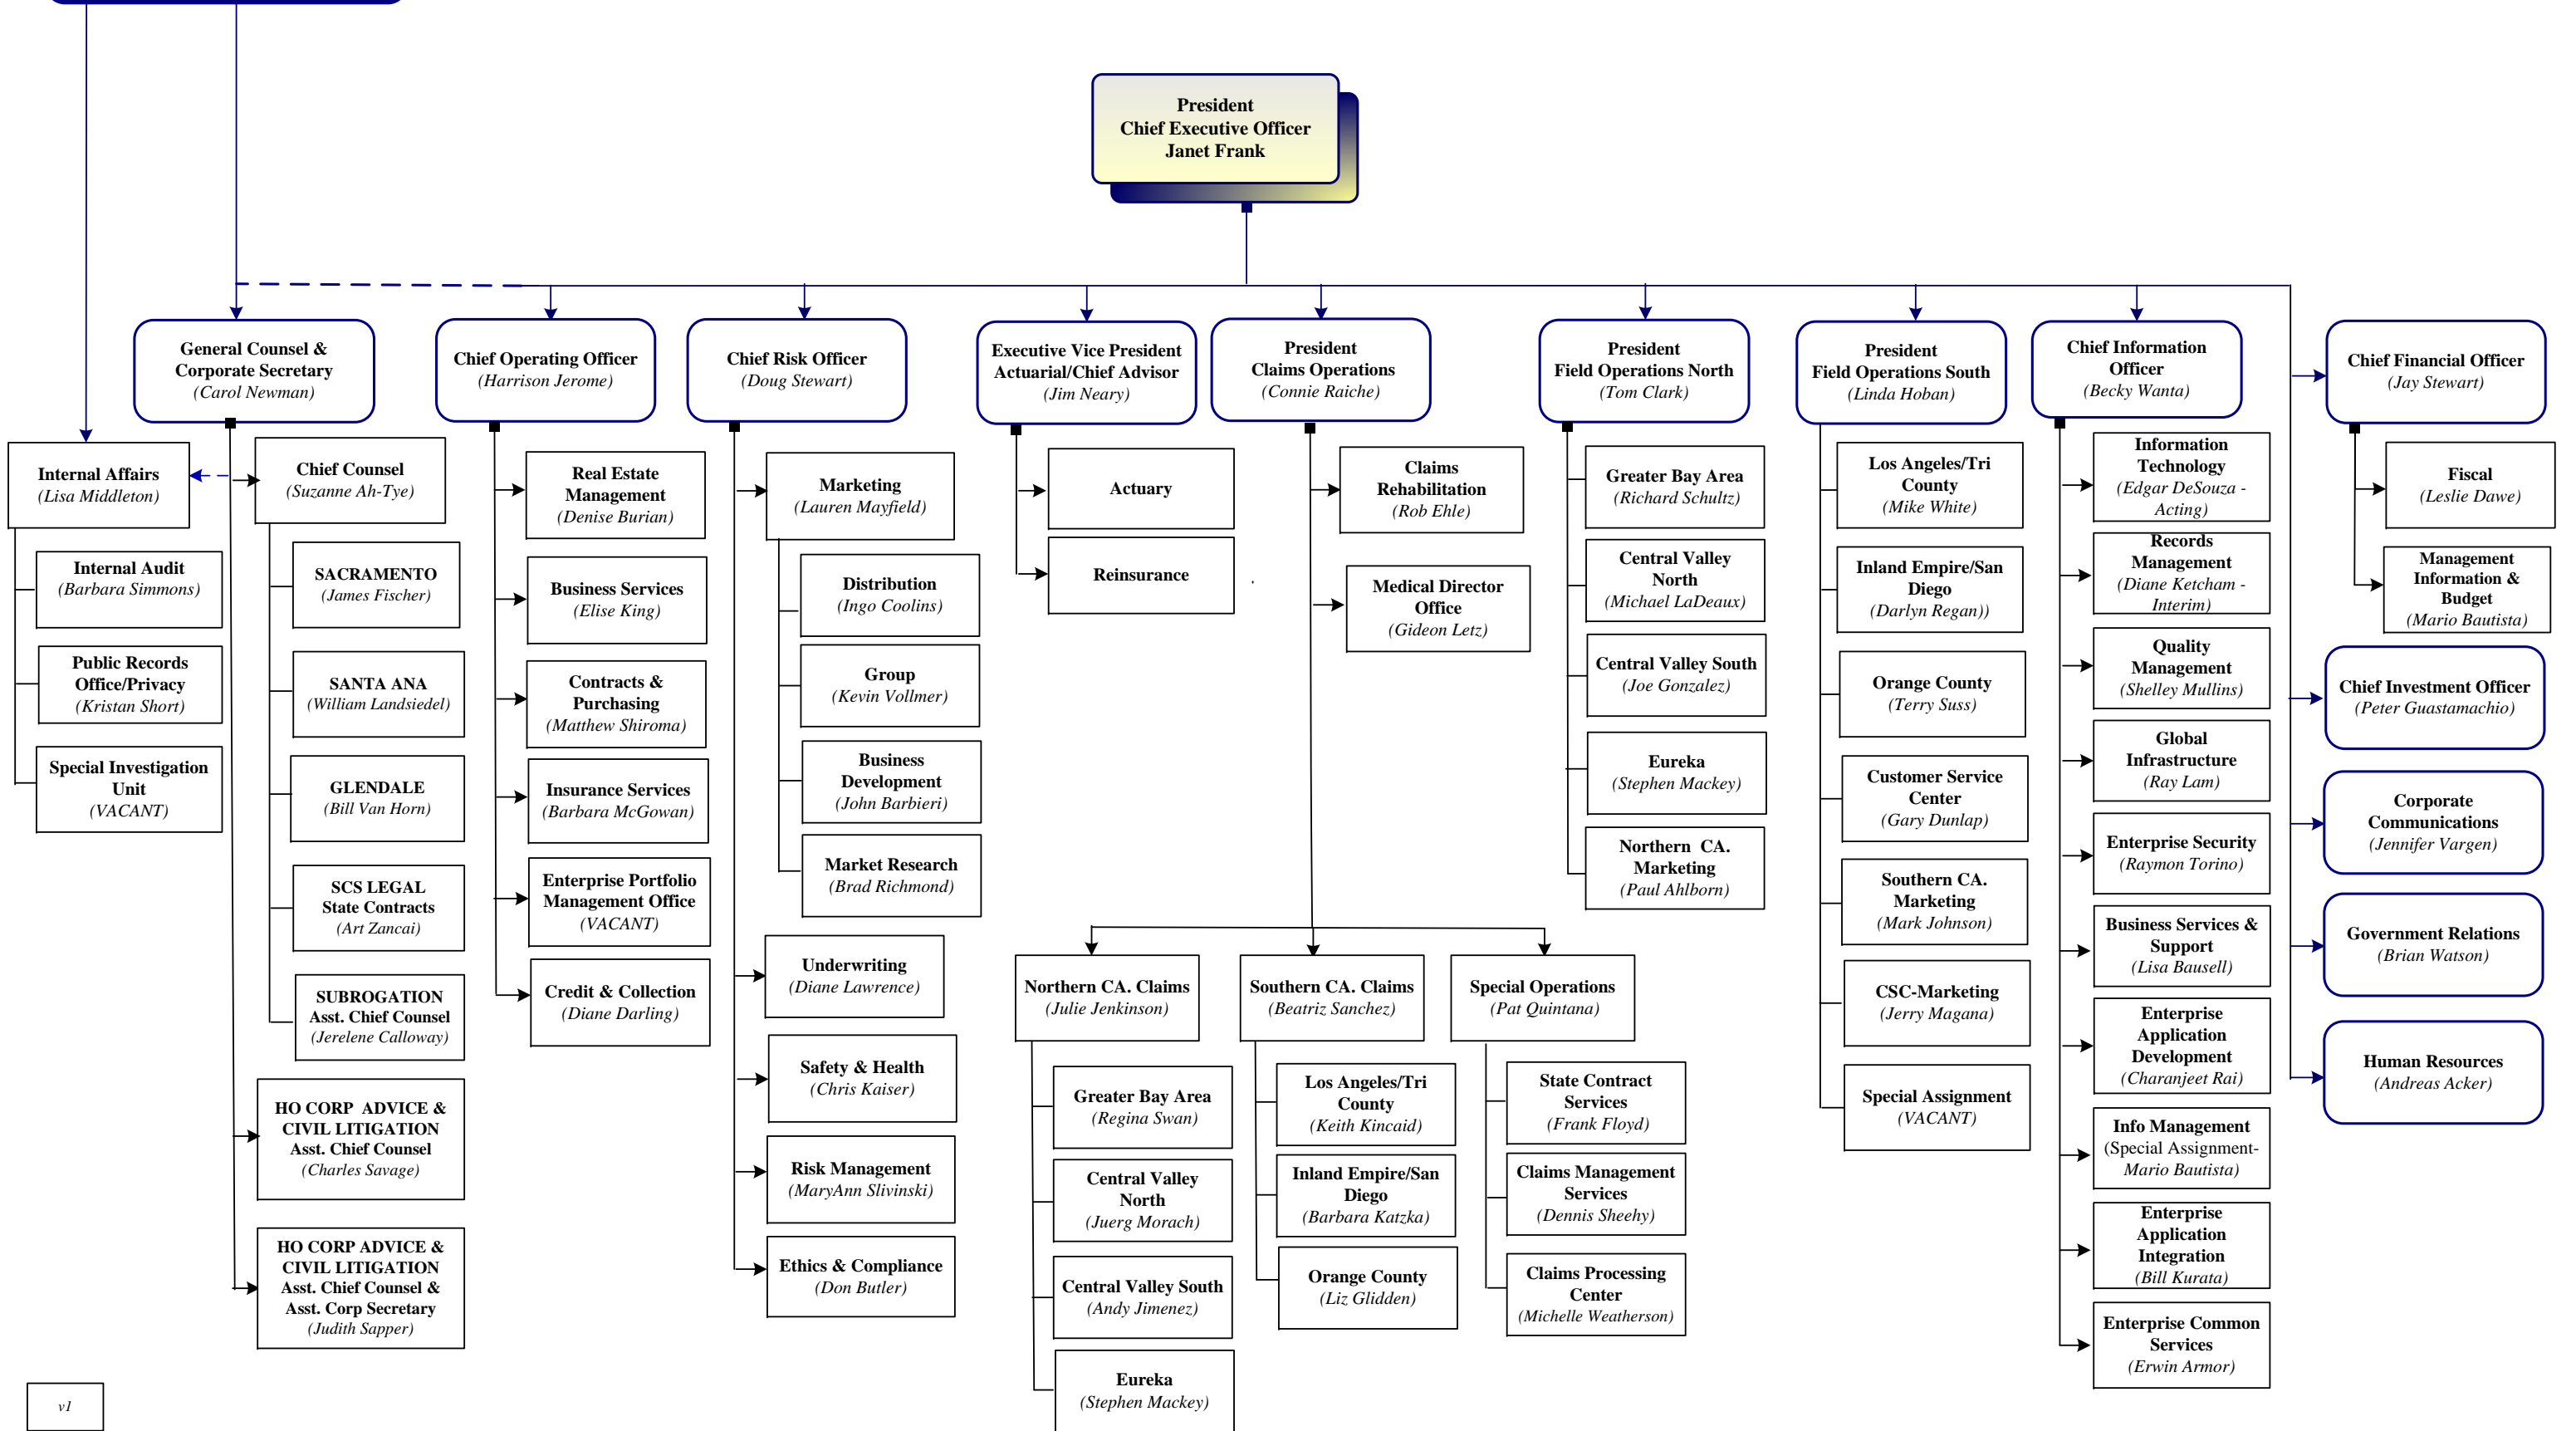 President
Chief Executive Officer
Janet Frank
General Counsel &
Corporate Secretary
(Carol Newman)
Chief Operating Officer
(Harrison Jerome)
Chief Risk Officer
(Doug Stewart)
Executive Vice President
Actuarial/Chief Advisor
(Jim Neary)
President
Claims Operations
(Connie Raiche)
President
Field Operations North
(Tom Clark)
President
Field Operations South
(Linda Hoban)
Chief Information
Officer
(Becky Wanta)
Chief Financial Officer
(Jay Stewart)
Internal Affairs
(Lisa Middleton)
Internal Audit
(Barbara Simmons)
Public Records
Office/Privacy
(Kristan Short)
Special Investigation
Unit
(VACANT)
Chief Counsel
(Suzanne Ah-Tye)
SACRAMENTO
(James Fischer)
SANTA ANA
(William Landsiedel)
GLENDALE
(Bill Van Horn)
SCS LEGAL
State Contracts
(Art Zancai)
SUBROGATION
Asst. Chief Counsel
(Jerelene Calloway)
HO CORP  ADVICE &
CIVIL LITIGATION
Asst. Chief Counsel
(Charles Savage)
HO CORP ADVICE &
CIVIL LITIGATION
Asst. Chief Counsel &
Asst. Corp Secretary
(Judith Sapper)
Real Estate
Management
(Denise Burian)
Business Services
(Elise King)
Contracts &
Purchasing
(Matthew Shiroma)
Insurance Services
(Barbara McGowan)
Enterprise Portfolio
Management Office
(VACANT)
Credit & Collection
(Diane Darling)
Marketing
(Lauren Mayfield)
Distribution
(Ingo Coolins)
Group
(Kevin Vollmer)
Business
Development
(John Barbieri)
Market Research
(Brad Richmond)
Underwriting
(Diane Lawrence)
Safety & Health
(Chris Kaiser)
Risk Management
(MaryAnn Slivinski)
Ethics & Compliance
(Don Butler)
Actuary
Reinsurance
Claims
Rehabilitation
(Rob Ehle)
Medical Director
Office
(Gideon Letz)
Northern CA. Claims
(Julie Jenkinson)
Greater Bay Area
(Regina Swan)
Central Valley
North
(Juerg Morach)
Central Valley South
(Andy Jimenez)
Eureka
(Stephen Mackey)
Southern CA. Claims
(Beatriz Sanchez)
Los Angeles/Tri
County
(Keith Kincaid)
Inland Empire/San
Diego
(Barbara Katzka)
Orange County
(Liz Glidden)
Special Operations
(Pat Quintana)
State Contract
Services
(Frank Floyd)
Claims Management
Services
(Dennis Sheehy)
Claims Processing
Center
(Michelle Weatherson)
Greater Bay Area
(Richard Schultz)
Central Valley
North
(Michael LaDeaux)
Central Valley South
(Joe Gonzalez)
Eureka
(Stephen Mackey)
Northern  CA.
Marketing
(Paul Ahlborn)
Los Angeles/Tri
County
(Mike White)
Inland Empire/San
Diego
(Darlyn Regan))
Orange County
(Terry Suss)
Customer Service
Center
(Gary Dunlap)
Southern CA.
Marketing
(Mark Johnson)
CSC-Marketing
(Jerry Magana)
Special Assignment
(VACANT)
Information
Technology
(Edgar DeSouza -
Acting)
Records
Management
(Diane Ketcham -
Interim)
Quality
Management
(Shelley Mullins)
Global
Infrastructure
(Ray Lam)
Enterprise Security
(Raymon Torino)
Business Services &
Support
(Lisa Bausell)
Enterprise
Application
Development
(Charanjeet Rai)
Info Management
(Special Assignment-
Mario Bautista)
Enterprise
Application
Integration
(Bill Kurata)
Enterprise Common
Services
(Erwin Armor)
Fiscal
(Leslie Dawe)
Management
Information &
Budget
(Mario Bautista)
Chief Investment Officer
(Peter Guastamachio)
Corporate
Communications
(Jennifer Vargen)
Government Relations
(Brian Watson)
Human Resources
(Andreas Acker)
v1